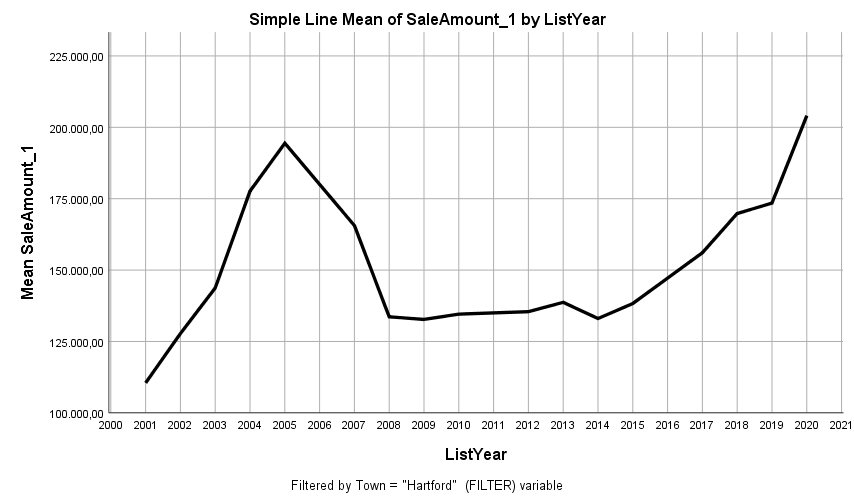 Simple Line Mean of SaleAmount_1 by ListYear
Mean SaleAmount_1
225.000,00
200.000,00
175.000,00
150.000,00
125.000,00
100.000,00
2000 2001 2002 2003 2004 2005 2006 2007 2008 2009 2010 2011 2012 2013 2014 2015 2016 2017 2018 2019 2020 2021
ListYear
Filtered by Town = "Hartford" (FILTER) variable